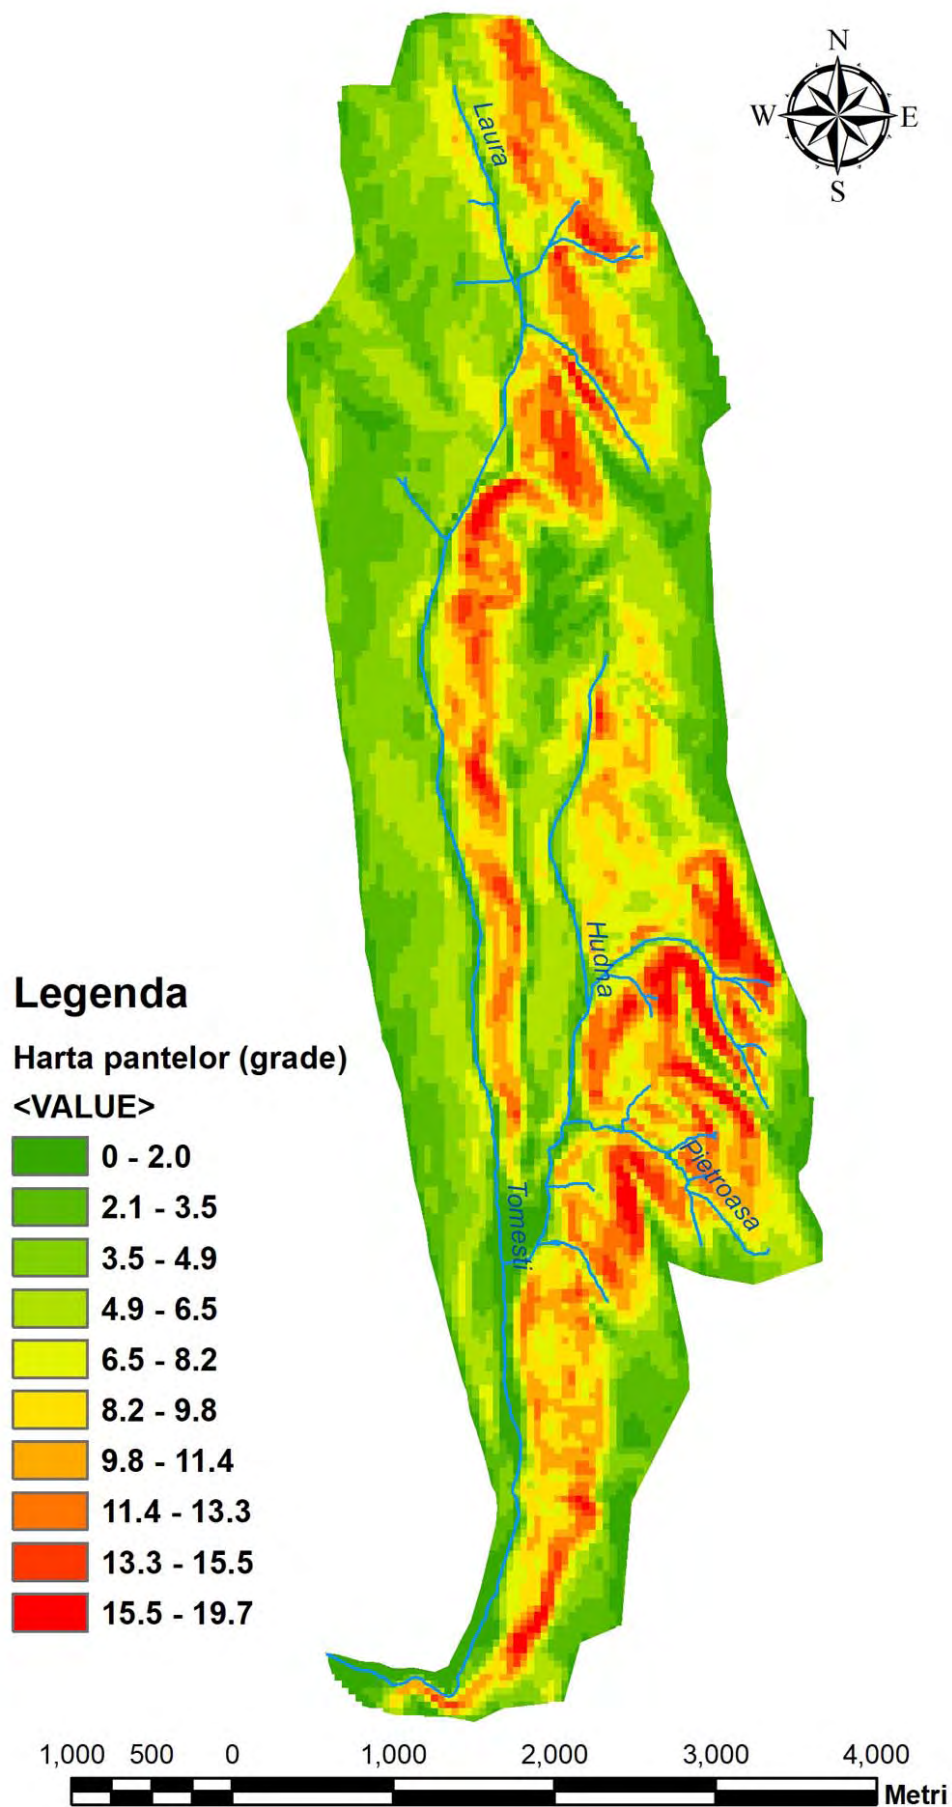 N
W E
S
Laura
Hudna
Pietroasa
Tomesti
Legenda
Harta pantelor (grade)
<VALUE>
0 - 2.0
2.1 - 3.5
3.5 - 4.9
4.9 - 6.5
6.5 - 8.2
8.2 - 9.8
9.8 - 11.4
11.4 - 13.3
13.3 - 15.5
15.5 - 19.7
1,000 500 0 1,000 2,000 3,000 4,000
Metri